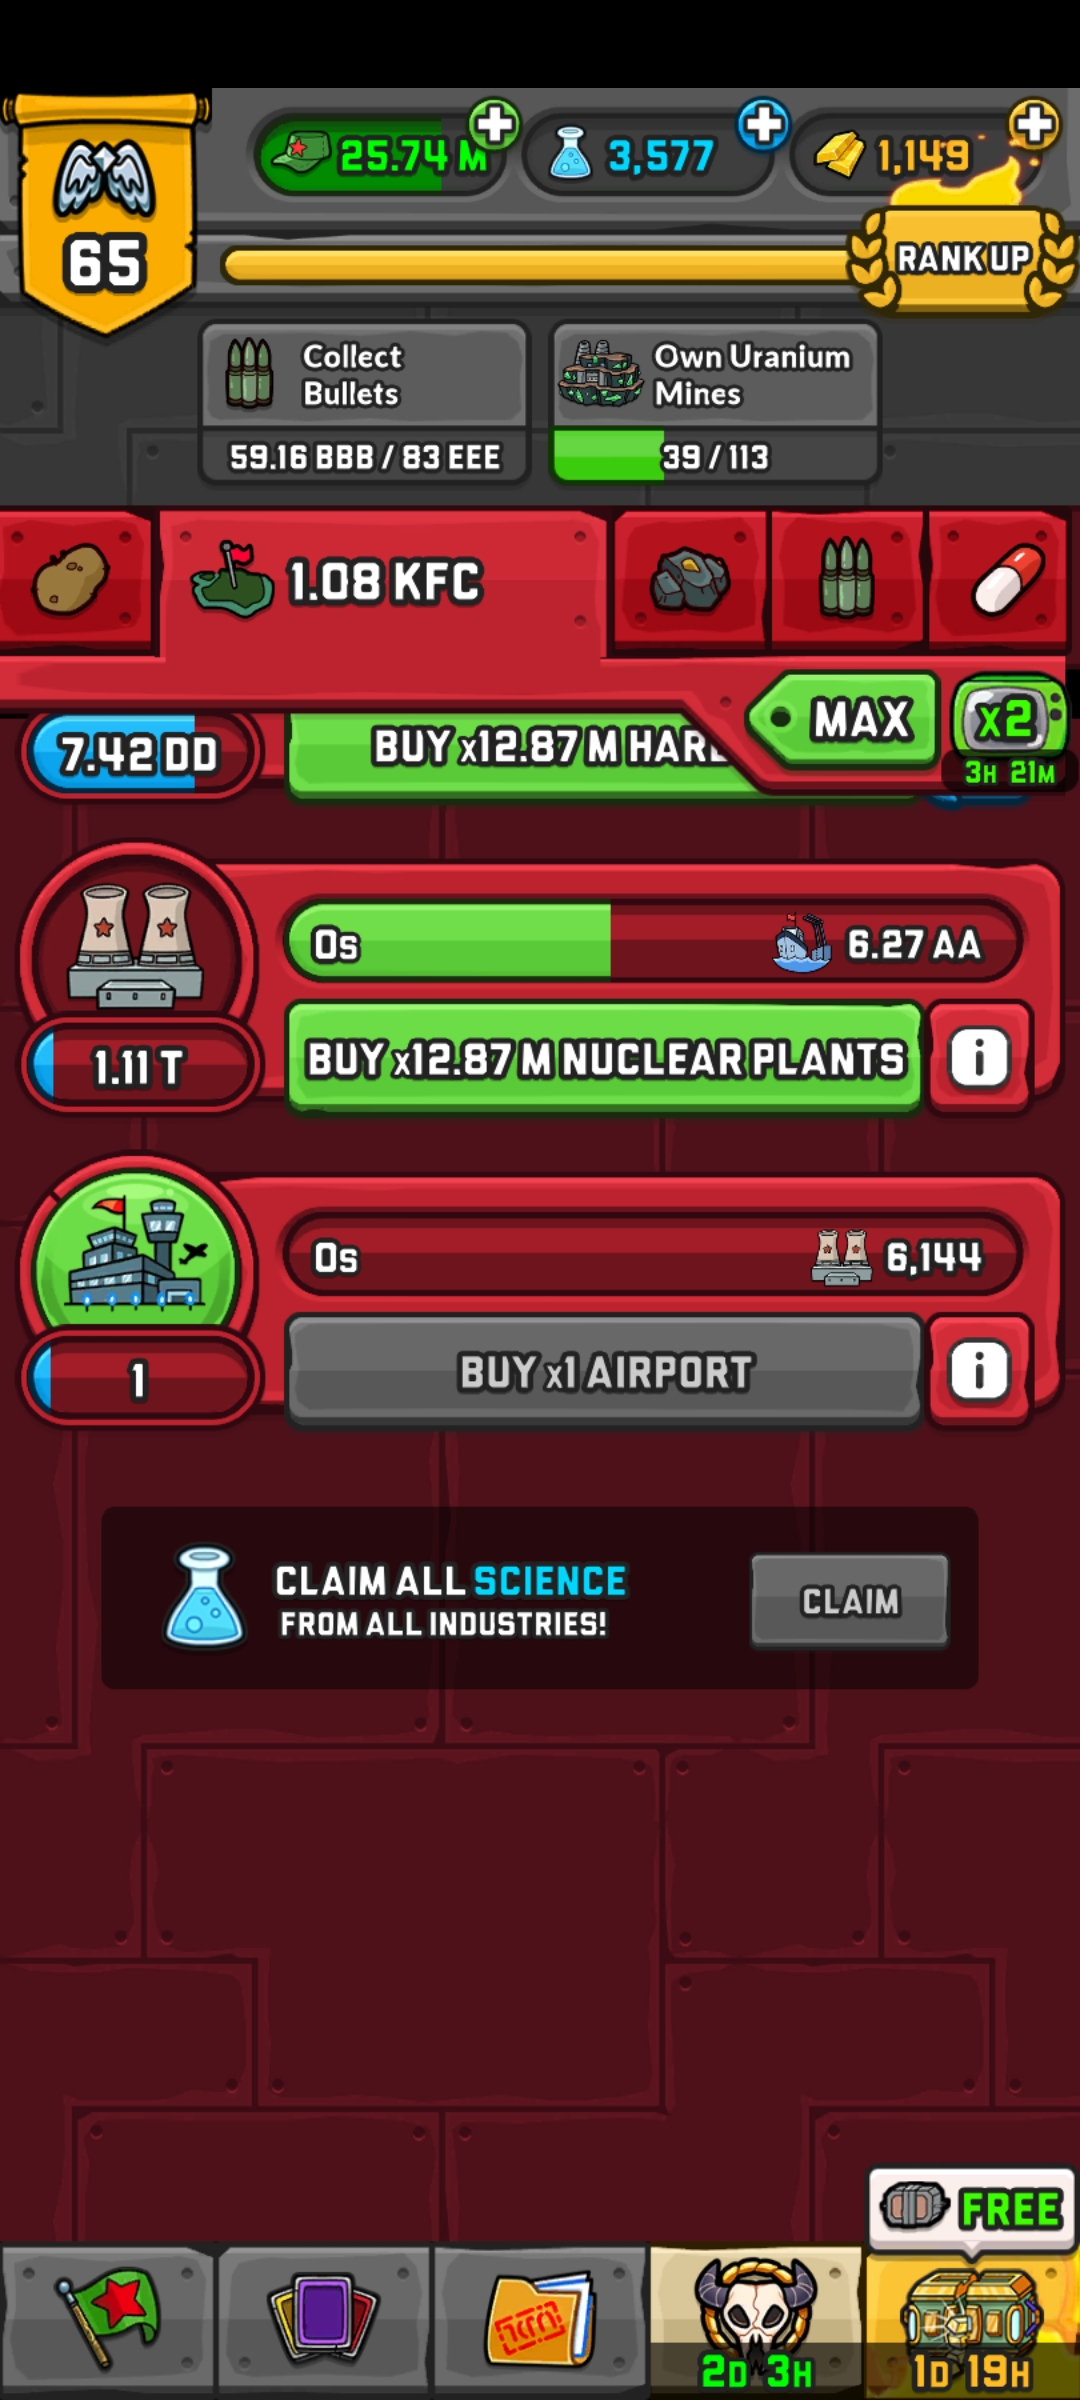 25.74 M
3,577
1,149
65
RANK UP
Collect
Bullets
Own Uranium
Mines
59.16 BBB / 83 EEE
39 / 113
1.08 KFC
MAX
x2
3H 21M
7.42 DD
BUY x12.87 M HAR
0s
6.27 AA
1.11 T
BUY x12.87 M NUCLEAR PLANTS
i
0s
6,144
1
BUY x1 AIRPORT
i
CLAIM ALL SCIENCE
FROM ALL INDUSTRIES!
CLAIM
FREE
2D 3H
1D 19H